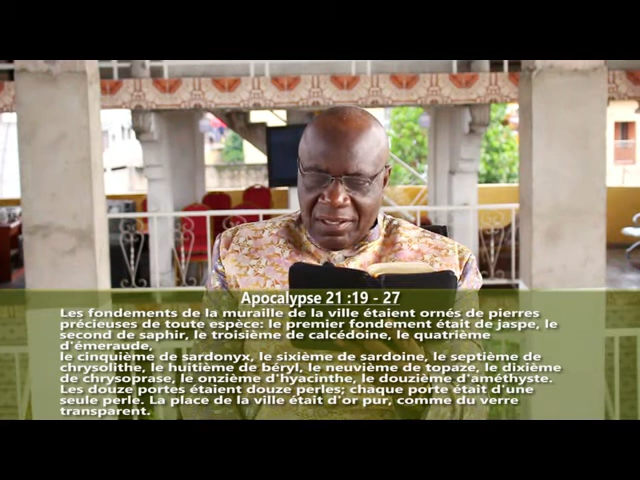 Apocalypse 21 :19 - 27
Les fondements de la muraille de la ville étaient ornés de pierres
précieuses de toute espèce: le premier fondement était de jaspe, le
second de saphir, le troisième de calcédoine, le quatrième
d'émeraude,
le cinquième de sardonyx, le sixième de sardoine, le septième de
chrysolithe, le huitième de béryl, le neuvième de topaze, le dixième
de chrysoprase, le onzième d'hyacinthe, le douzième d'améthyste.
Les douze portes étaient douze perles; chaque porte était d'une
seule perle. La place de la ville était d'or pur, comme du verre
transparent.